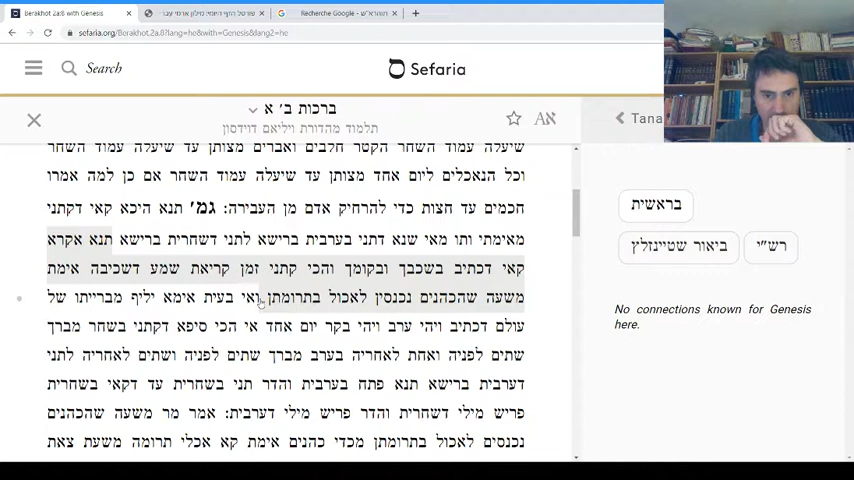 Berakhot 2a:8 with Genesis
פורטל הדף היומי: מילון ארמי עברי
תוהרא"ש - Recherche Google
sefaria.org/Berakhot.2a.8?lang=he&with=Genesis&lang2=he
Search
Sefaria
ברכות ב׳ א
תלמוד מהדורת ויליאם דוידסון
Tana
שיעלה עמוד השחר הקטר חלבים ואברים מצותן עד שיעלה עמוד השחר
וכל הנאכלים ליום אחד מצותן עד שיעלה עמוד השחר אם כן למה אמרו
חכמים עד חצות כדי להרחיק אדם מן העבירה: גמ׳ תנא היכא קאי דקתני
מאימתי ותו מאי שנא דתני בערבית ברישא לתני דשחרית ברישא תנא אקרא
קאי דכתיב בשכבך ובקומך והכי קתני זמן קריאת שמע דשכיבה אימת
משעה שהכהנים נכנסין לאכול בתרומתן ואי בעית אימא יליף מברייתו של
עולם דכתיב ויהי ערב ויהי בקר יום אחד אי הכי סיפא דקתני בשחר מברך
שתים לפניה ואחת לאחריה בערב מברך שתים לפניה ושתים לאחריה לתני
דערבית ברישא תנא פתח בערבית והדר תני בשחרית עד דקאי בשחרית
פריש מילי דשחרית והדר פריש מילי דערבית: אמר מר משעה שהכהנים
נכנסים לאכול בתרומתן מכדי כהנים אימת קא אכלי תרומה משעת צאת
בראשית
רש״י
ביאור שטיינזלץ
No connections known for Genesis
here.